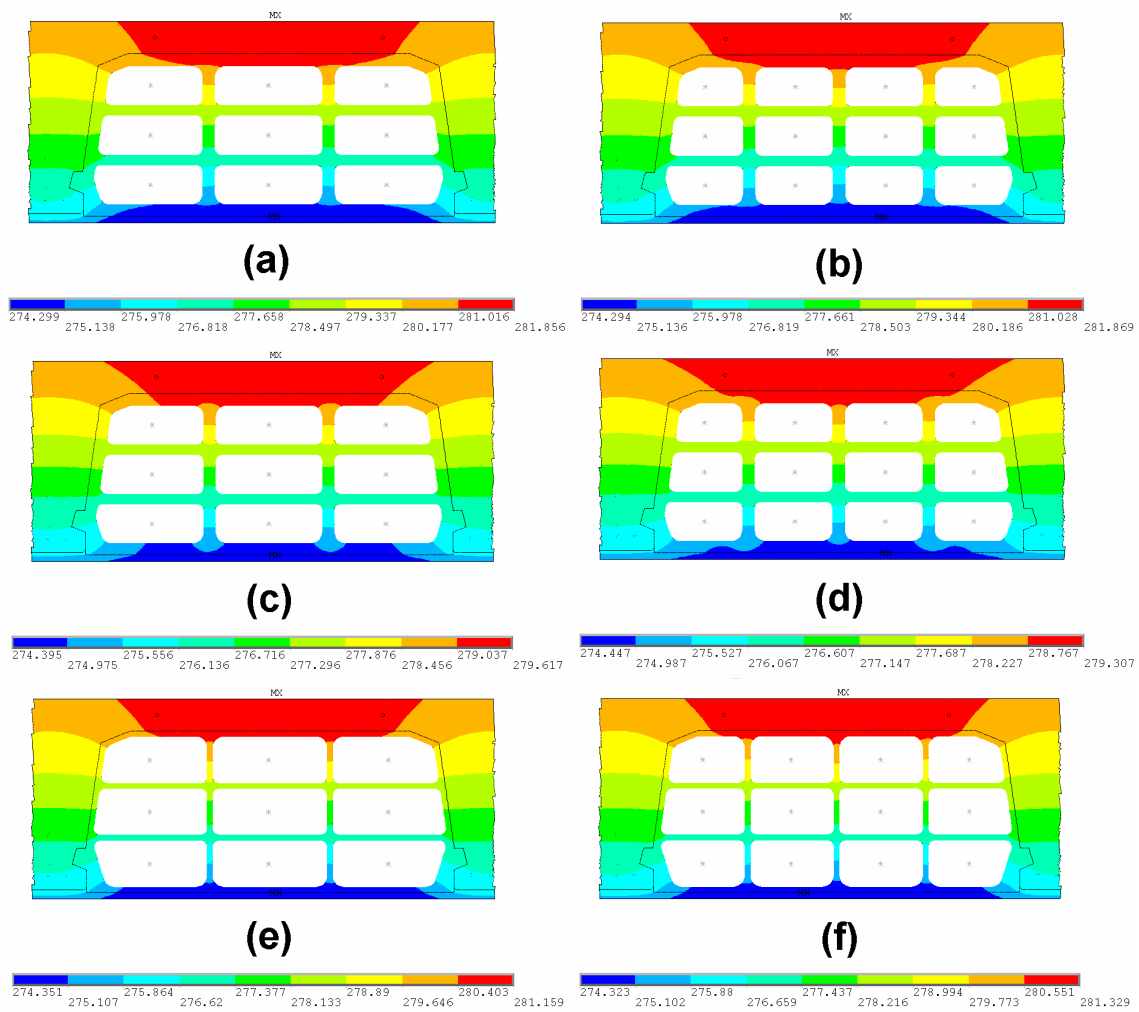 MX
MX
MN
MN
(a)
(b)
274.299 275.978 277.658 279.337 281.016
275.138 276.818 278.497 280.177 281.856
274.294 275.978 277.661 279.344 281.028
275.136 276.819 278.503 280.186 281.869
MX
MX
MN
MN
(c)
(d)
274.395 275.556 276.716 277.876 279.037
274.975 276.136 277.296 278.456 279.617
274.447 275.527 276.607 277.687 278.767
274.987 276.067 277.147 278.227 279.307
MX
MX
MN
MN
(e)
(f)
274.351 275.864 277.377 278.89 280.403
275.107 276.62 278.133 279.646 281.159
274.323 275.88 277.437 278.994 280.551
275.102 276.659 278.216 279.773 281.329